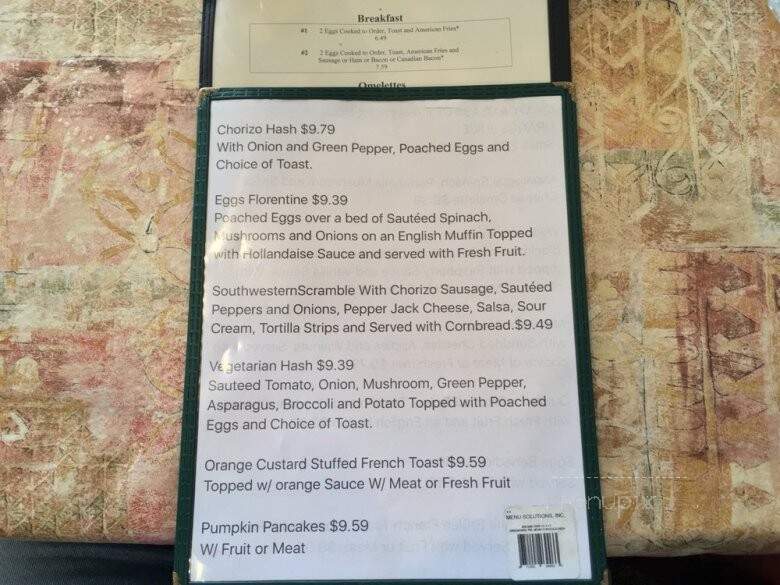 Breakfast
#1 2 Eggs Cooked to Order, Toast and American Fries*
6.49
#2 2 Eggs Cooked to Order, Toast, American Fries and
Sausage or Ham or Bacon or Canadian Bacon*
7.59
Omelettes
Chorizo Hash $9.79
With Onion and Green Pepper, Poached Eggs and
Choice of Toast.
Eggs Florentine $9.39
Poached Eggs over a bed of Sautéed Spinach,
Mushrooms and Onions on an English Muffin Topped
with Hollandaise Sauce and served with Fresh Fruit.
SouthwesternScramble With Chorizo Sausage, Sautéed
Peppers and Onions, Pepper Jack Cheese, Salsa, Sour
Cream, Tortilla Strips and Served with Cornbread.$9.49
Vegetarian Hash $9.39
Sauteed Tomato, Onion, Mushroom, Green Pepper,
Asparagus, Broccoli and Potato Topped with Poached
Eggs and Choice of Toast.
Orange Custard Stuffed French Toast $9.59
Topped w/ orange Sauce W/ Meat or Fresh Fruit
Pumpkin Pancakes $9.59
W/ Fruit or Meat
MENU SOLUTIONS, INC.
menupix